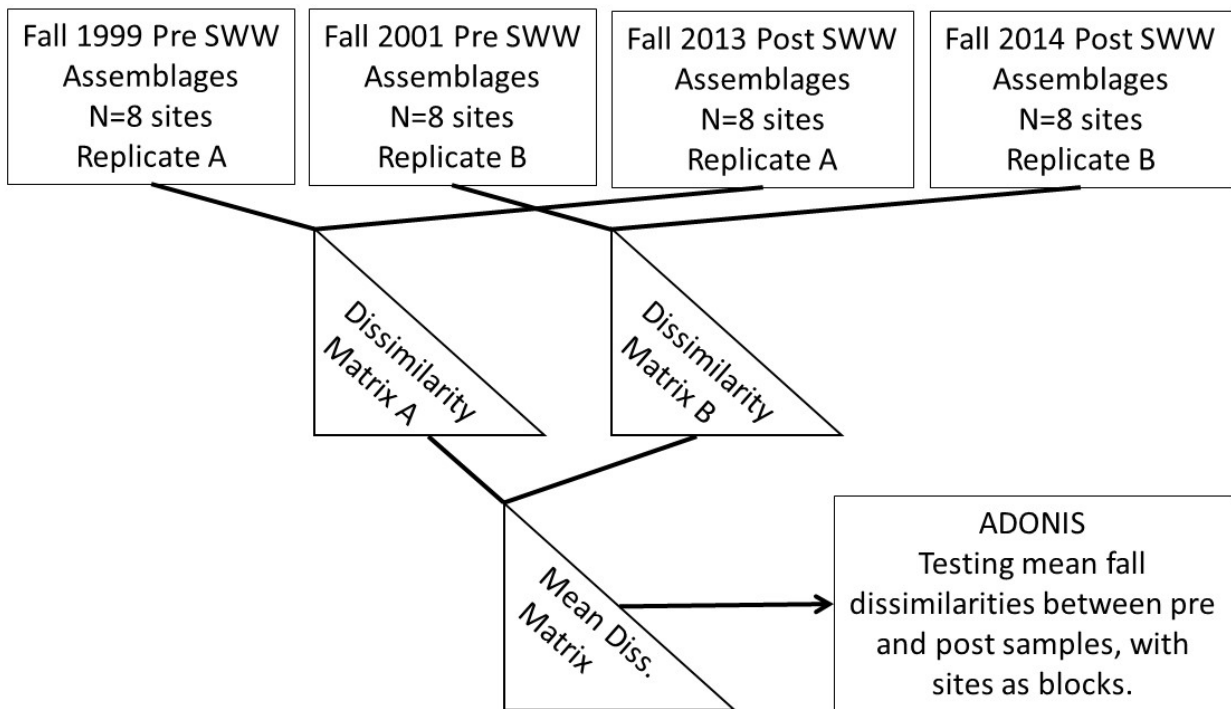 Fall 1999 Pre SWW
Assemblages
N=8 sites
Replicate A
Fall 2001 Pre SWW
Assemblages
N=8 sites
Replicate B
Fall 2013 Post SWW
Assemblages
N=8 sites
Replicate A
Fall 2014 Post SWW
Assemblages
N=8 sites
Replicate B
Dissimilarity
Matrix A
Dissimilarity
Matrix B
Mean Diss.
Matrix
ADONIS
Testing mean fall
dissimilarities between pre
and post samples, with
sites as blocks.